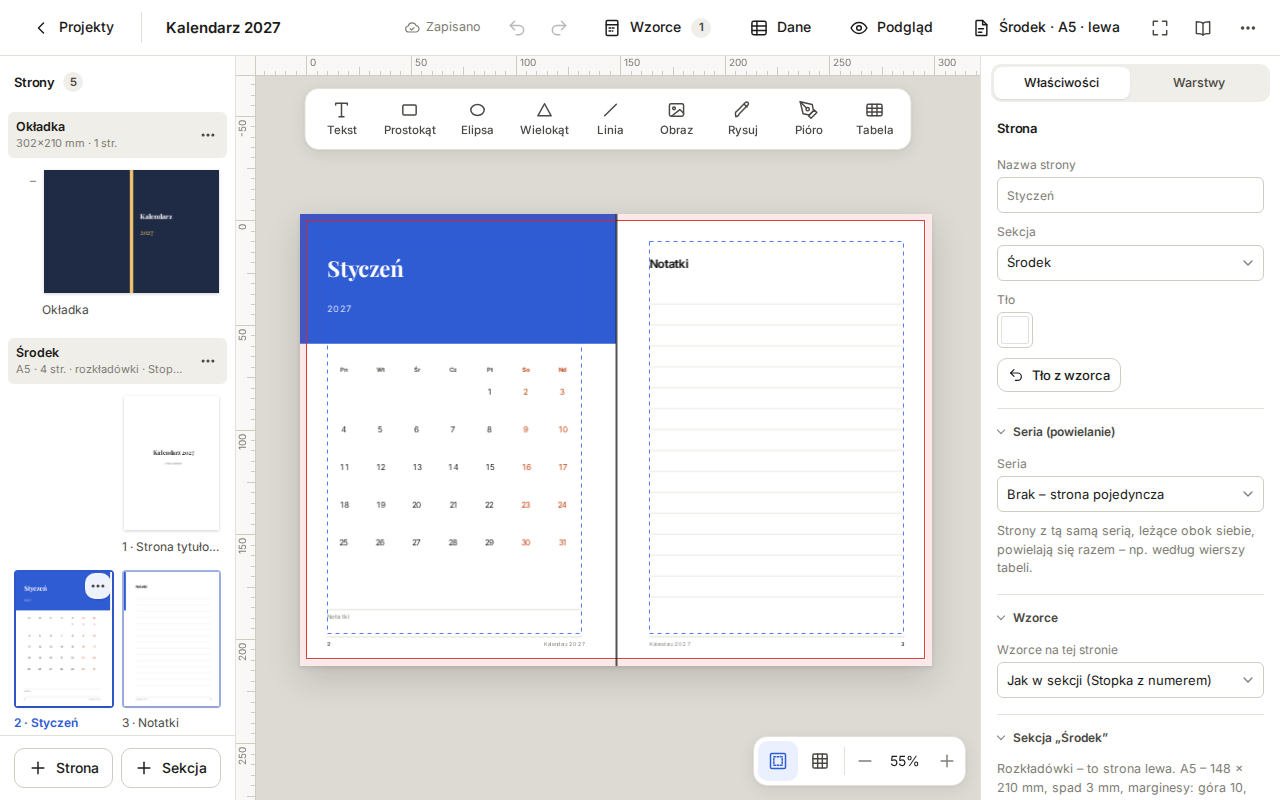 Projekty
Kalendarz 2027
Zapisano
Wzorce 1
Dane
Podgląd
Środek · A5 · lewa
Strony 5
Okładka
302×210 mm · 1 str.
–
Kalendarz
2027
Okładka
Środek
A5 · 4 str. · rozkładówki · Stop...
Kalendarz 2027
1 · Strona tytuło...
Styczeń
2 · Styczeń
3 · Notatki
Strona
Sekcja
0 50 100 150 200 250 300
-50 0 50 100 150 200 250
Tekst
Prostokąt
Elipsa
Wielokąt
Linia
Obraz
Rysuj
Pióro
Tabela
Styczeń
2027
Pn Wt Śr Cz Pt So Nd
1 2 3
4 5 6 7 8 9 10
11 12 13 14 15 16 17
18 19 20 21 22 23 24
25 26 27 28 29 30 31
Notatki
2 Kalendarz 2027
Notatki
Kalendarz 2027 3
55%
Właściwości
Warstwy
Strona
Nazwa strony
Styczeń
Sekcja
Środek
Tło
Tło z wzorca
Seria (powielanie)
Seria
Brak – strona pojedyncza
Strony z tą samą serią, leżące obok siebie,
powielają się razem – np. według wierszy
tabeli.
Wzorce
Wzorce na tej stronie
Jak w sekcji (Stopka z numerem)
Sekcja „Środek”
Rozkładówki – to strona lewa. A5 – 148 ×
210 mm, spad 3 mm, marginesy: góra 10,